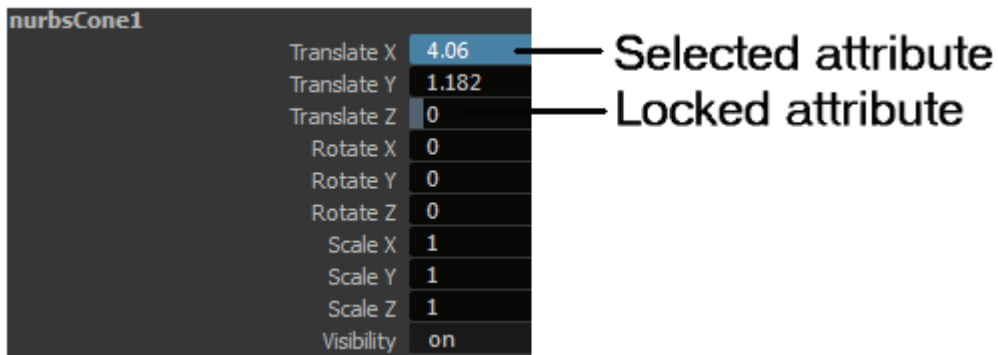 nurbsCone1
Translate X 4.06 Selected attribute
Translate Y 1.182
Translate Z 0 Locked attribute
Rotate X 0
Rotate Y 0
Rotate Z 0
Scale X 1
Scale Y 1
Scale Z 1
Visibility on